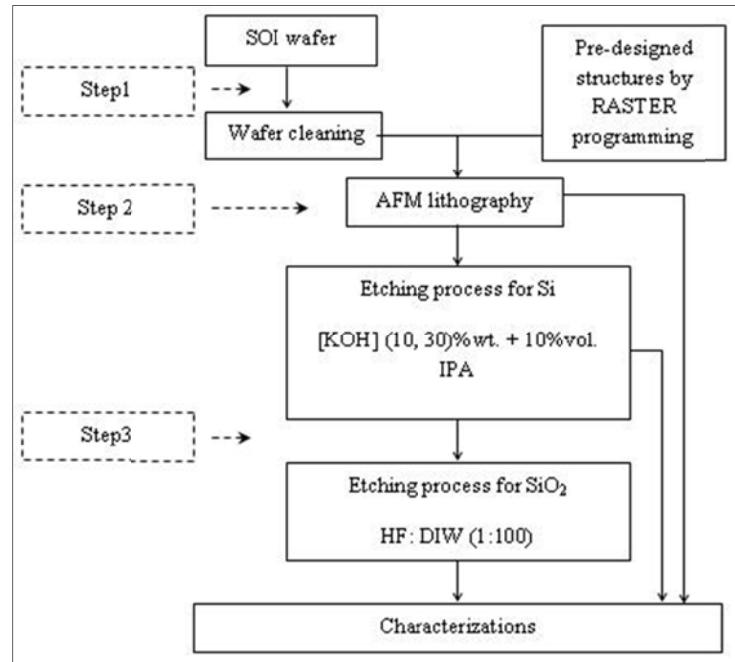 SOI wafer
Pre-designed
structures by
RASTER
programming
Step1
Wafer cleaning
Step 2
AFM lithography
Etching process for Si
[KOH] (10, 30)%wt. + 10%vol.
IPA
Step3
Etching process for SiO₂
HF: DIW (1:100)
Characterizations